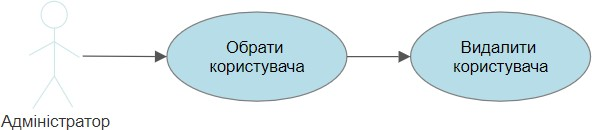 Обрати
користувача
Видалити
користувача
Адміністратор